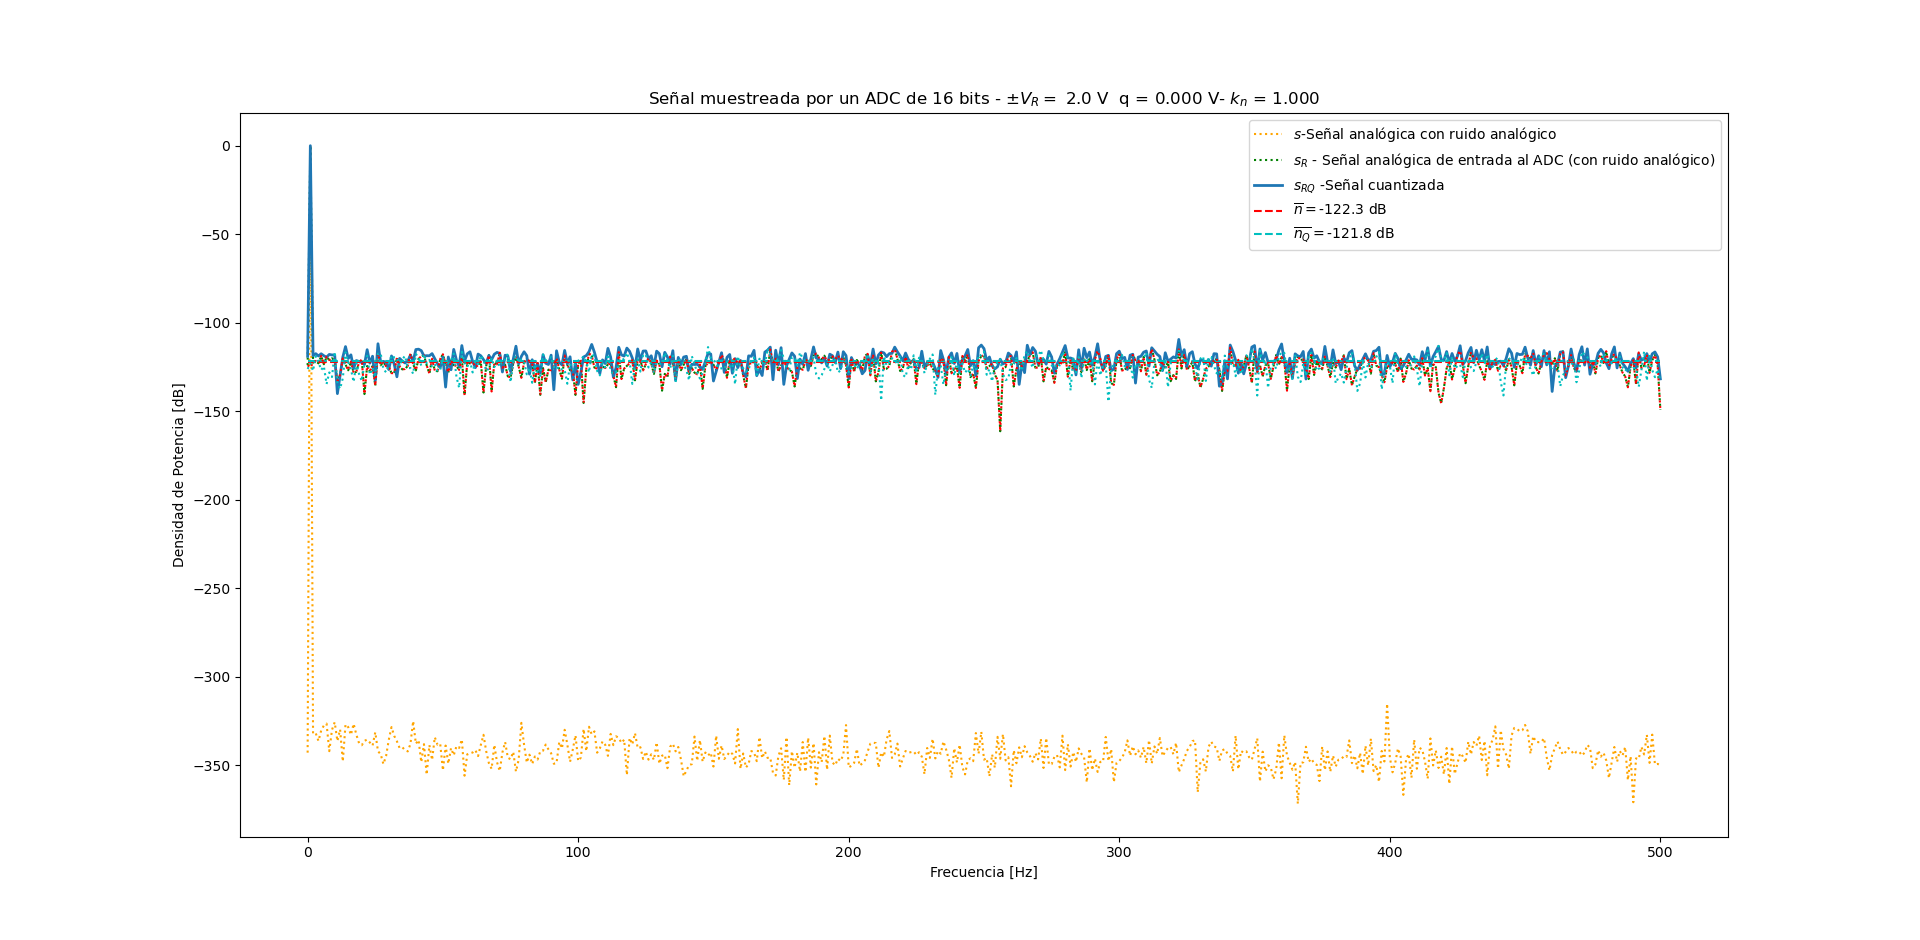 Señal muestreada por un ADC de 16 bits - ±V_R = 2.0 V q = 0.000 V- k_n = 1.000
s-Señal analógica con ruido analógico
s_R - Señal analógica de entrada al ADC (con ruido analógico)
s_RQ -Señal cuantizada
n̅ = -122.3 dB
n̅_Q̅ = -121.8 dB
Densidad de Potencia [dB]
0
−50
−100
−150
−200
−250
−300
−350
0 100 200 300 400 500
Frecuencia [Hz]